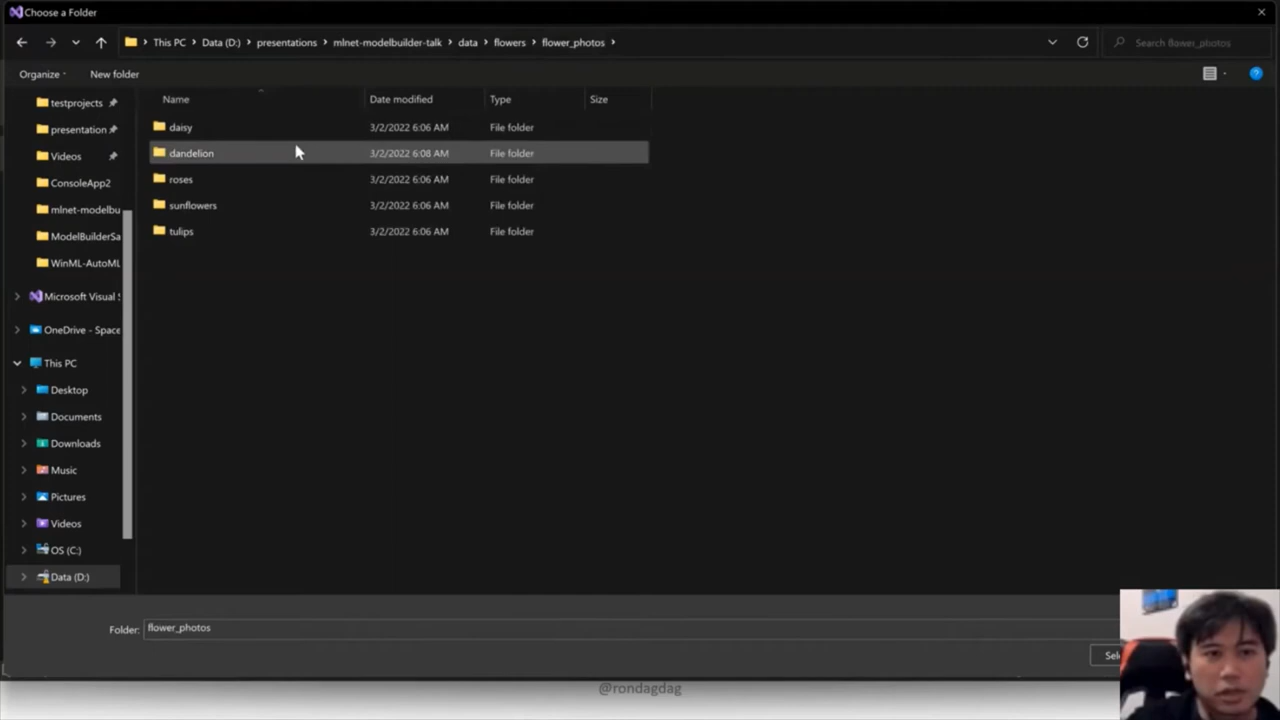 Choose a Folder
This PC > Data (D:) > presentations > mlnet-modelbuilder-talk > data > flowers > flower_photos >
Search flower_photos
Organize
New folder
Name
Date modified
Type
Size
testprojects
presentation
Videos
ConsoleApp2
mlnet-modelbu
ModelBuilderSa
WinML-AutoML
Microsoft Visual S
OneDrive - Space
This PC
Desktop
Documents
Downloads
Music
Pictures
Videos
OS (C:)
Data (D:)
daisy 3/2/2022 6:06 AM File folder
dandelion 3/2/2022 6:08 AM File folder
roses 3/2/2022 6:06 AM File folder
sunflowers 3/2/2022 6:06 AM File folder
tulips 3/2/2022 6:06 AM File folder
Folder: flower_photos
Sel
@rondagdag